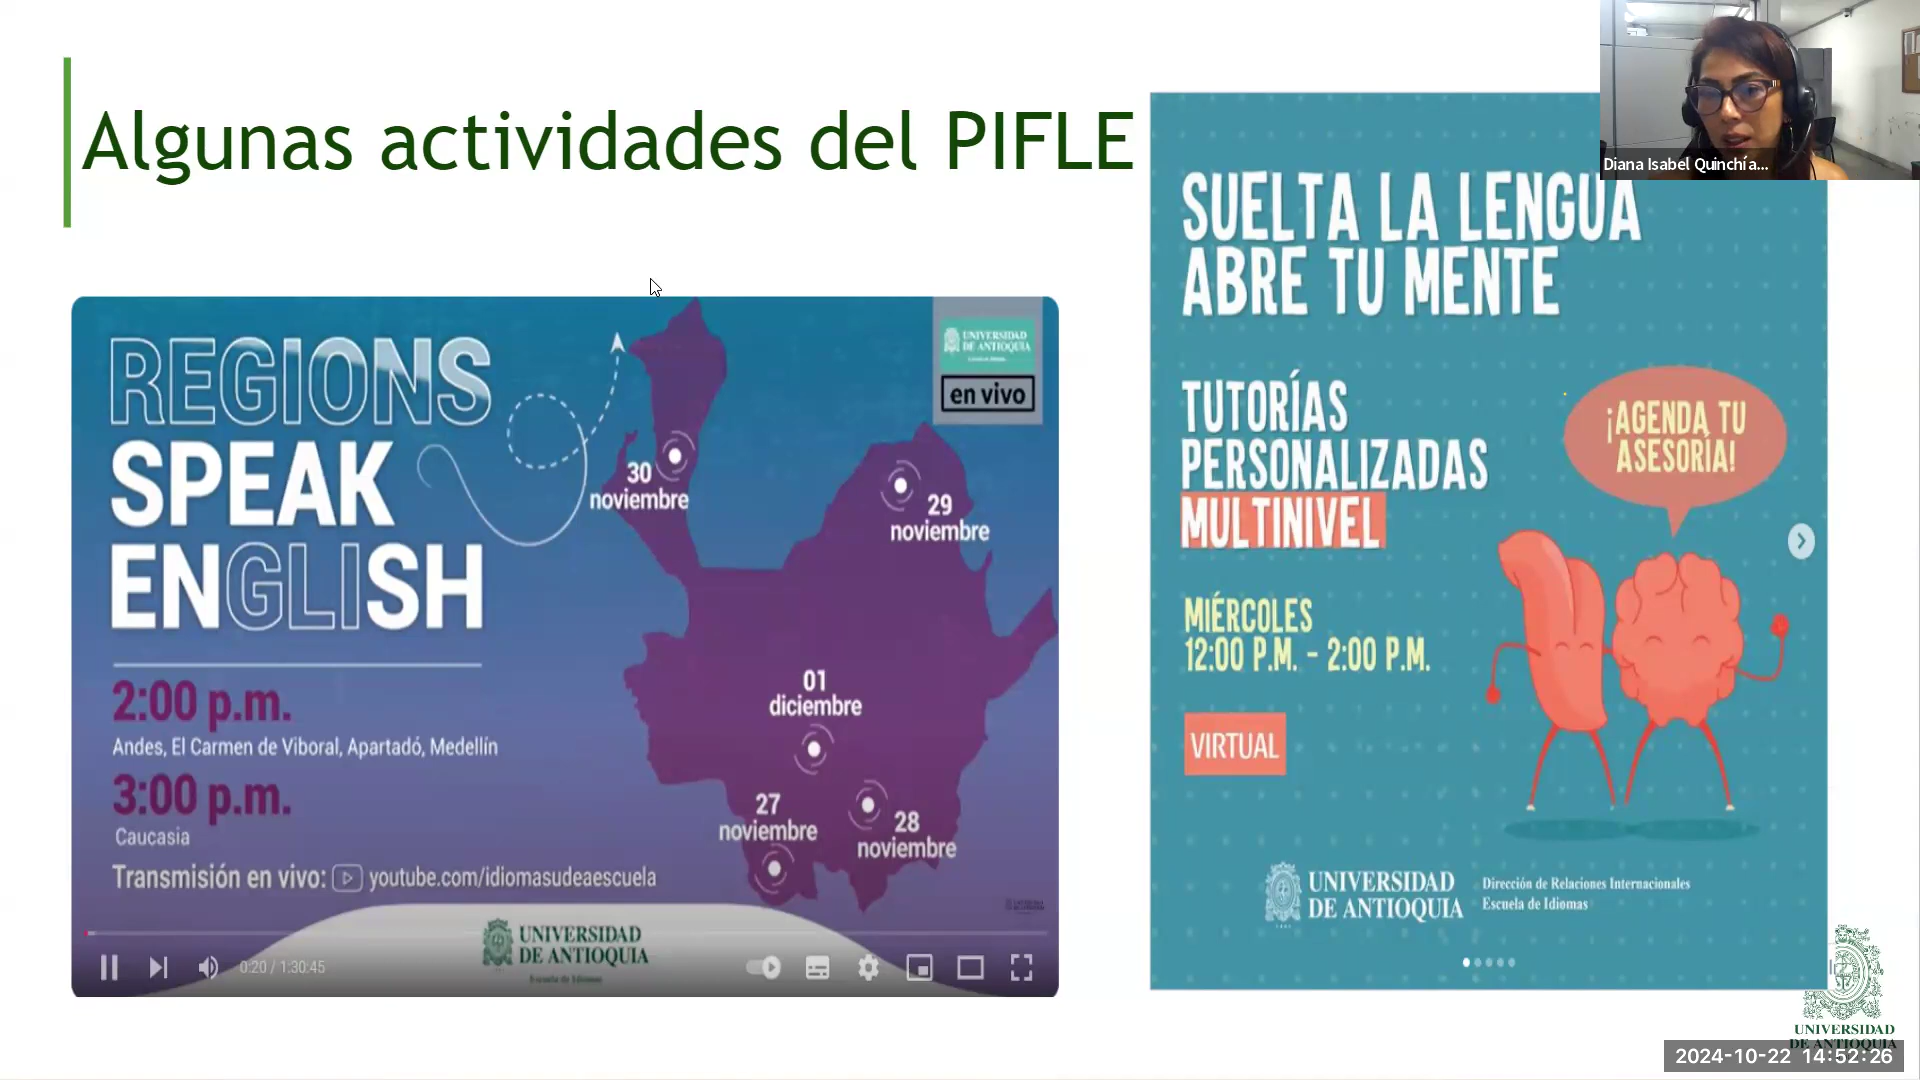 Algunas actividades del PIFLE
Diana Isabel Quinchía...
REGIONS
SPEAK
ENGLISH
2:00 p.m.
Andes, El Carmen de Viboral, Apartadó, Medellín
3:00 p.m.
Caucasia
Transmisión en vivo: youtube.com/idiomasudeaescuela
UNIVERSIDAD
DE ANTIOQUIA
en vivo
30
noviembre
29
noviembre
01
diciembre
27
noviembre
28
noviembre
UNIVERSIDAD
DE ANTIOQUIA
Escuela de Idiomas
0:20 / 1:30:45
SUELTA LA LENGUA
ABRE TU MENTE
TUTORÍAS
PERSONALIZADAS
MULTINIVEL
¡AGENDA TU
ASESORÍA!
MIÉRCOLES
12:00 P.M. - 2:00 P.M.
VIRTUAL
UNIVERSIDAD
DE ANTIOQUIA
Dirección de Relaciones Internacionales
Escuela de Idiomas
UNIVERSIDAD
DE ANTIOQUIA
2024-10-22 14:52:26